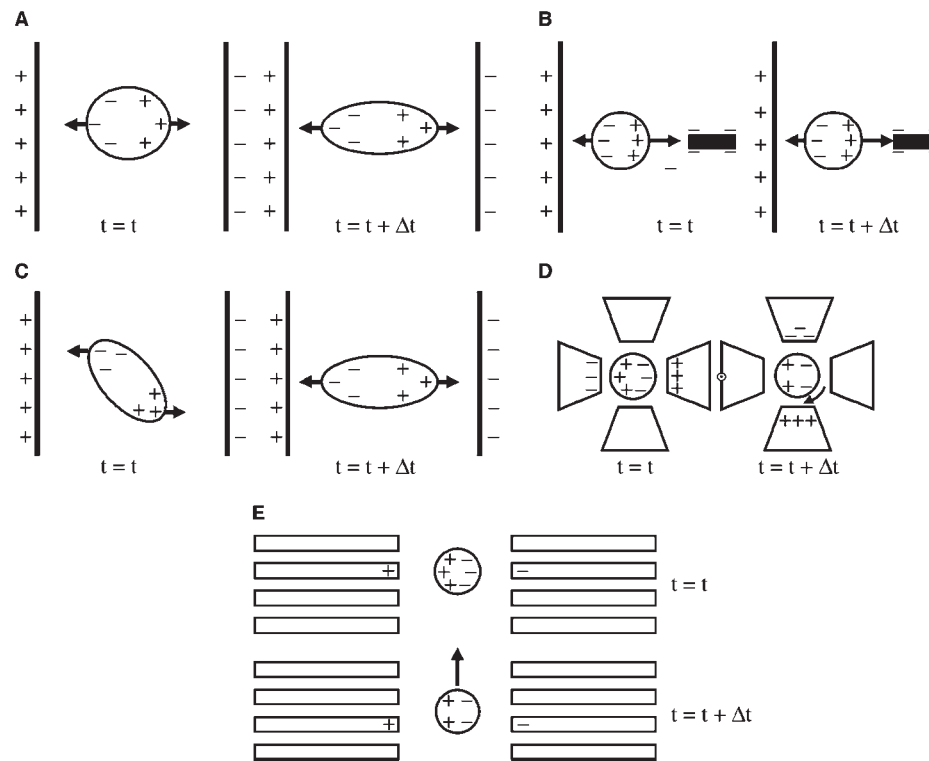 A
B
+ − + −
+ − + −
+ − + −
+ − + −
+ − + −
− +
− +
− +
− +
− +
− +
t = t
t = t + Δt
+ +
+ +
+ +
+ +
+ +
− +
− +
− +
− −
− −
−
− +
− +
− +
−
−
t = t
t = t + Δt
C
D
+ − + −
+ − + −
+ − + −
+ − + −
+ − + −
− −
−
+
+ +
− +
− +
− +
t = t
t = t + Δt
− + − +
− + − +
− + − +
−
− −
+ −
+ −
+++
t = t
t = t + Δt
E
+ −
+ + − −
+ −
t = t
+ −
+ + − −
t = t + Δt